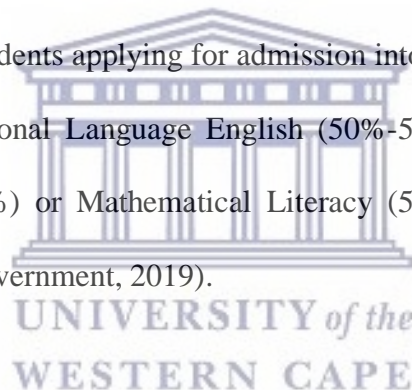 dents applying for admission into
onal Language English (50%-5
%) or Mathematical Literacy (5
vernment, 2019).
UNIVERSITY of the
WESTERN CAPE